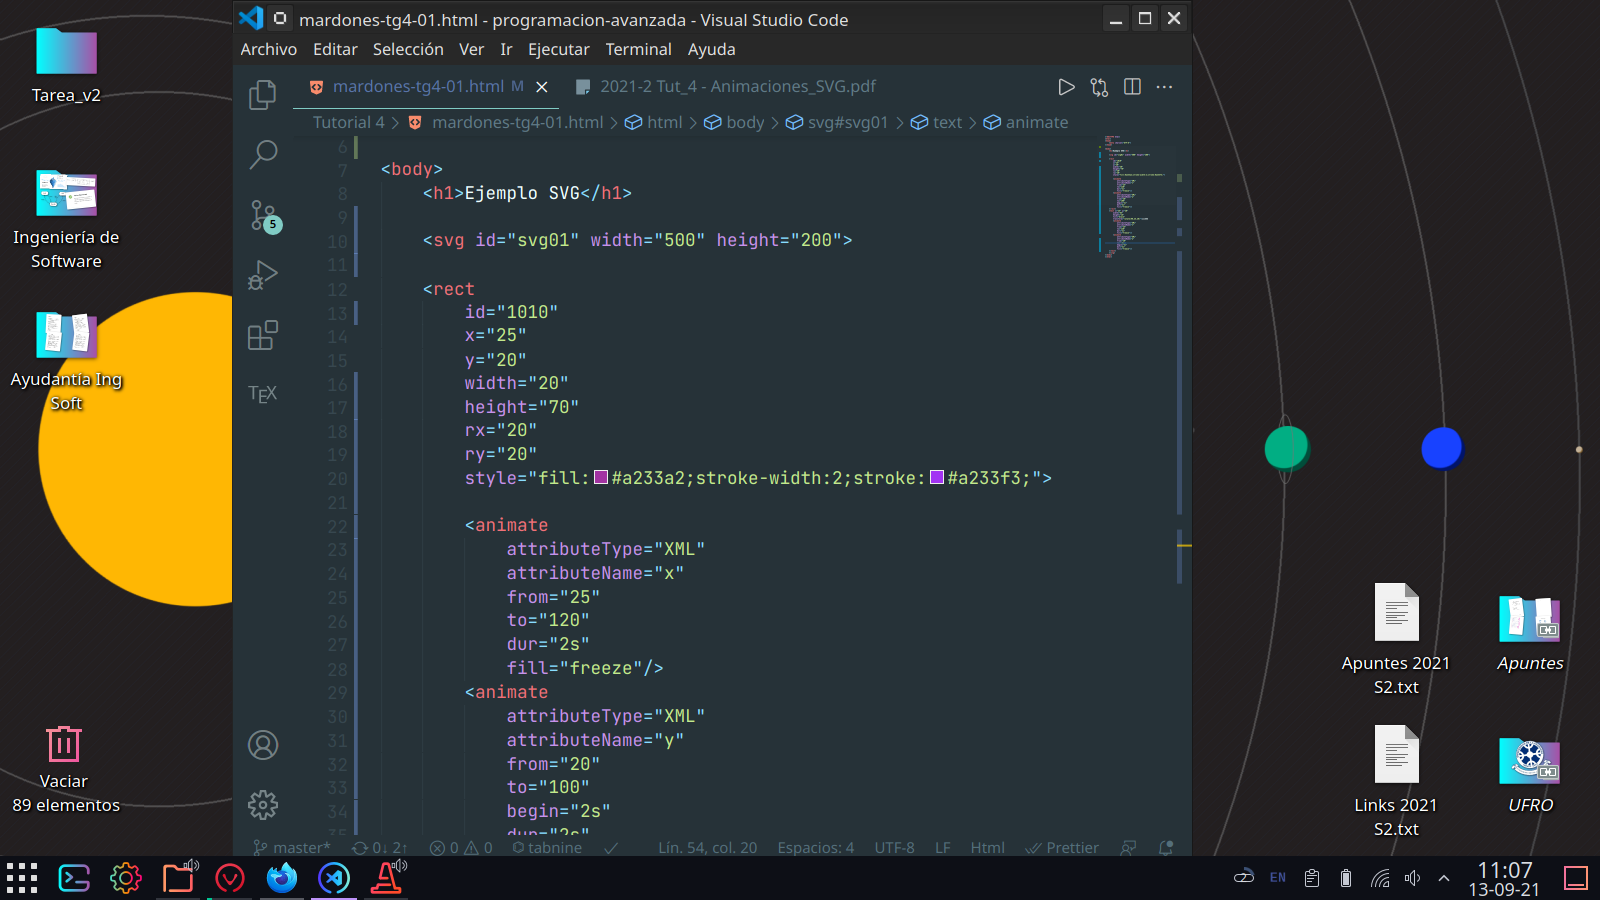 mardones-tg4-01.html - programacion-avanzada - Visual Studio Code
Archivo Editar Selección Ver Ir Ejecutar Terminal Ayuda
mardones-tg4-01.html M
2021-2 Tut_4 - Animaciones_SVG.pdf
Tutorial 4 > mardones-tg4-01.html > html > body > svg#svg01 > text > animate
6
7 <body>
8 <h1>Ejemplo SVG</h1>
9
10 <svg id="svg01" width="500" height="200">
11
12 <rect
13 id="1010"
14 x="25"
15 y="20"
16 width="20"
17 height="70"
18 rx="20"
19 ry="20"
20 style="fill:#a233a2;stroke-width:2;stroke:#a233f3;">
21
22 <animate
23 attributeType="XML"
24 attributeName="x"
25 from="25"
26 to="120"
27 dur="2s"
28 fill="freeze"/>
29 <animate
30 attributeType="XML"
31 attributeName="y"
32 from="20"
33 to="100"
34 begin="2s"
35 dur="2s"
5
TEX
master* 0↓ 2↑ 0 0 tabnine Lín. 54, col. 20 Espacios: 4 UTF-8 LF Html Prettier
Tarea_v2
Ingeniería de
Software
Ayudantía Ing
Soft
Vaciar
89 elementos
Apuntes 2021
S2.txt
Apuntes
Links 2021
S2.txt
UFRO
EN
11:07
13-09-21